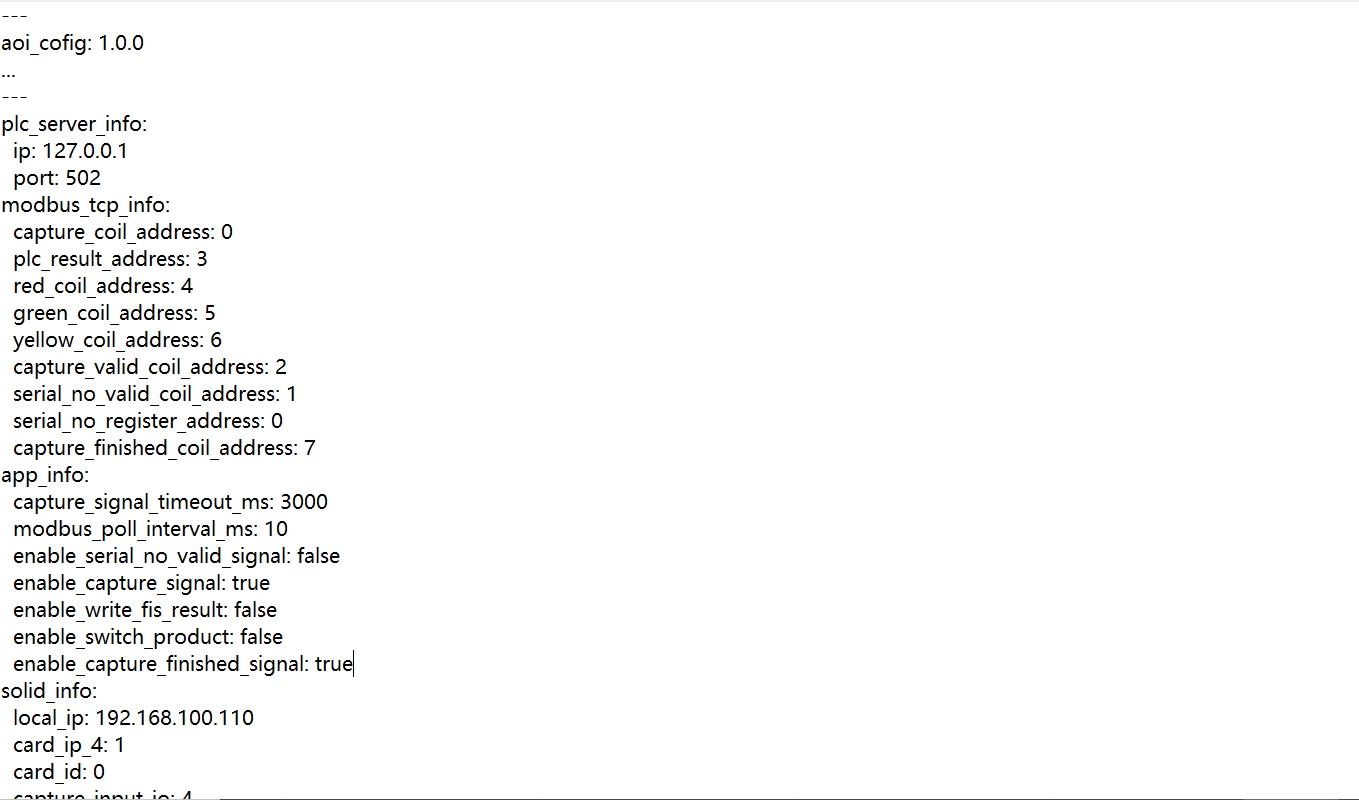 ---
aoi_cofig: 1.0.0
...
---
plc_server_info:
  ip: 127.0.0.1
  port: 502
modbus_tcp_info:
  capture_coil_address: 0
  plc_result_address: 3
  red_coil_address: 4
  green_coil_address: 5
  yellow_coil_address: 6
  capture_valid_coil_address: 2
  serial_no_valid_coil_address: 1
  serial_no_register_address: 0
  capture_finished_coil_address: 7
app_info:
  capture_signal_timeout_ms: 3000
  modbus_poll_interval_ms: 10
  enable_serial_no_valid_signal: false
  enable_capture_signal: true
  enable_write_fis_result: false
  enable_switch_product: false
  enable_capture_finished_signal: true
solid_info:
  local_ip: 192.168.100.110
  card_ip_4: 1
  card_id: 0
  capture_input_io: 4